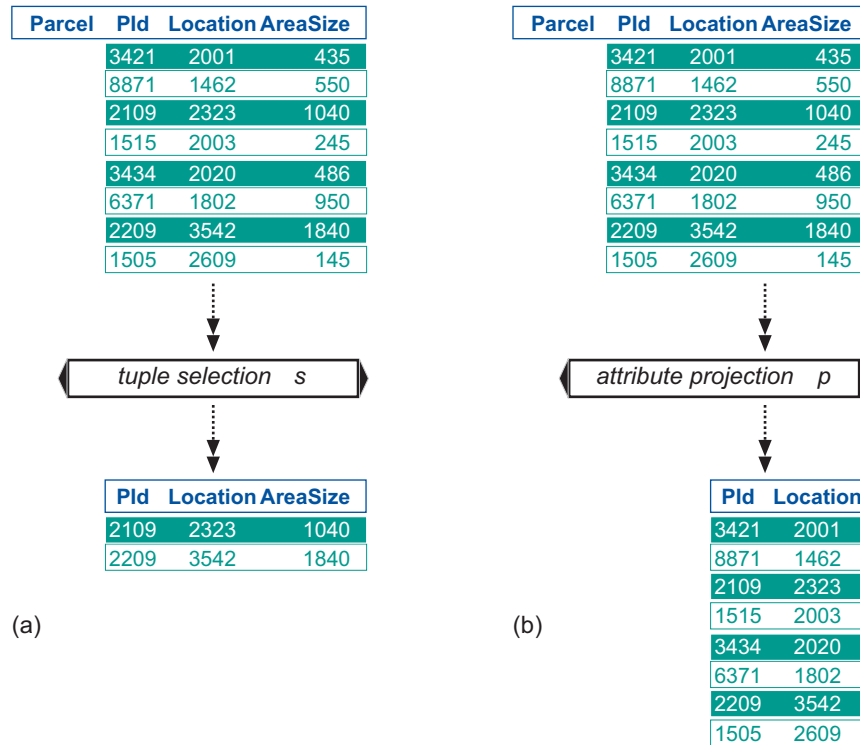 Parcel PId Location AreaSize
3421 2001 435
8871 1462 550
2109 2323 1040
1515 2003 245
3434 2020 486
6371 1802 950
2209 3542 1840
1505 2609 145
tuple selection s
PId Location AreaSize
2109 2323 1040
2209 3542 1840
(a)
Parcel PId Location AreaSize
3421 2001 435
8871 1462 550
2109 2323 1040
1515 2003 245
3434 2020 486
6371 1802 950
2209 3542 1840
1505 2609 145
attribute projection p
PId Location
3421 2001
8871 1462
2109 2323
1515 2003
3434 2020
6371 1802
2209 3542
1505 2609
(b)